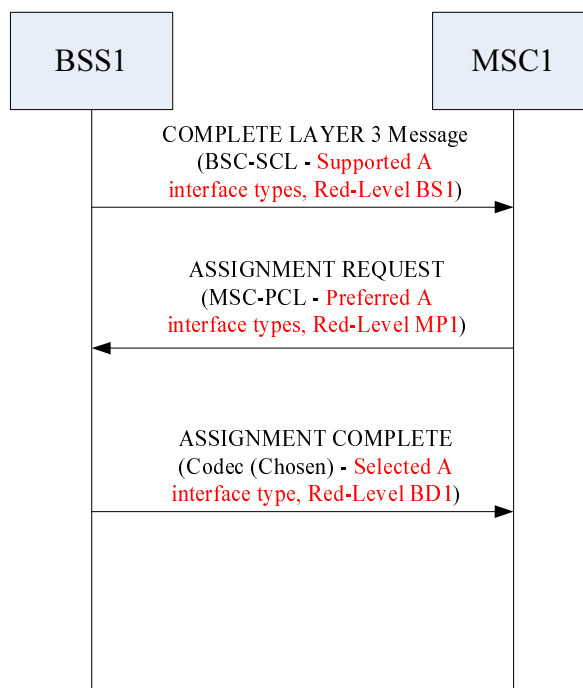 BSS1
MSC1
COMPLETE LAYER 3 Message
(BSC-SCL - Supported A
interface types, Red-Level BS1)
ASSIGNMENT REQUEST
(MSC-PCL - Preferred A
interface types, Red-Level MP1)
ASSIGNMENT COMPLETE
(Codec (Chosen) - Selected A
interface type, Red-Level BD1)